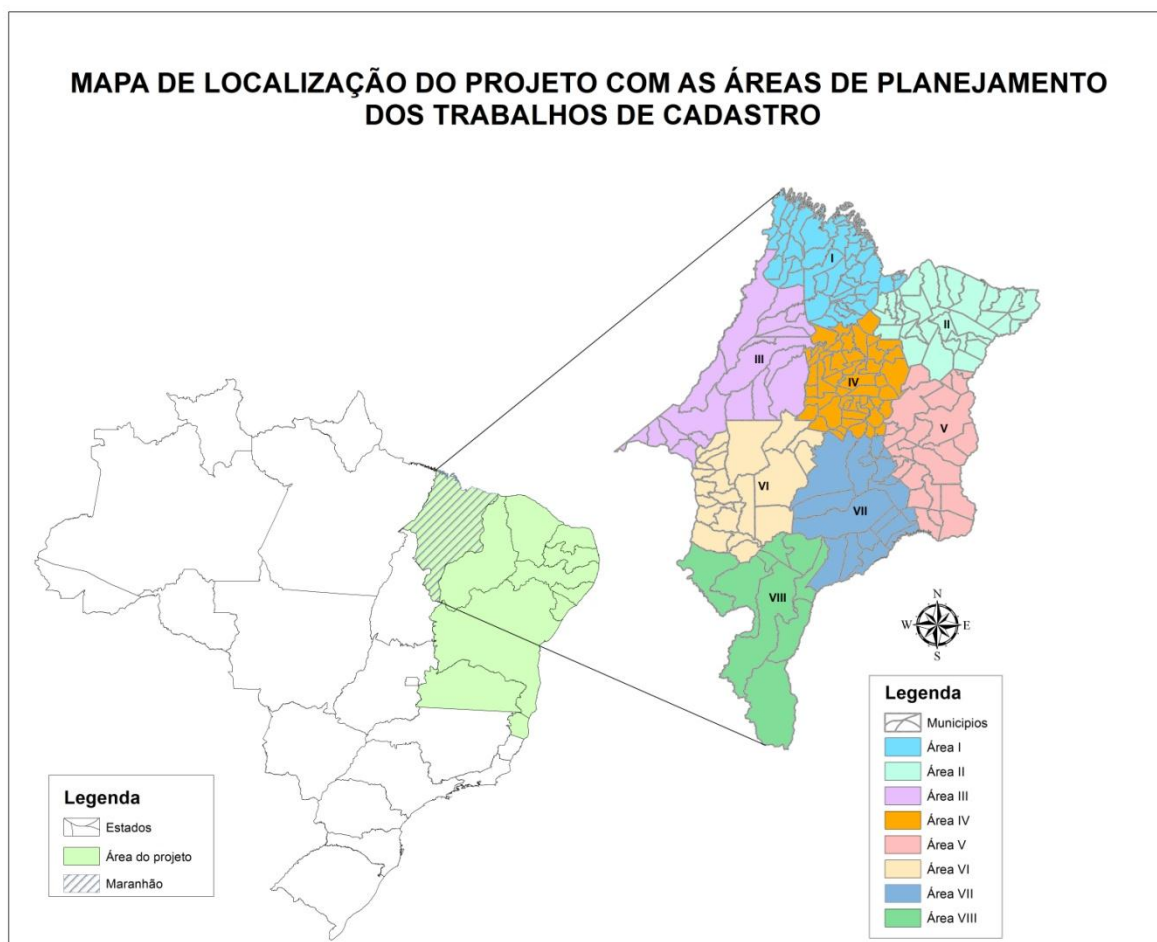 MAPA DE LOCALIZAÇÃO DO PROJETO COM AS ÁREAS DE PLANEJAMENTO
DOS TRABALHOS DE CADASTRO
I
II
III
IV
V
VI
VII
VIII
N
W E
S
Legenda
Estados
Área do projeto
Maranhão
Legenda
Municipios
Área I
Área II
Área III
Área IV
Área V
Área VI
Área VII
Área VIII